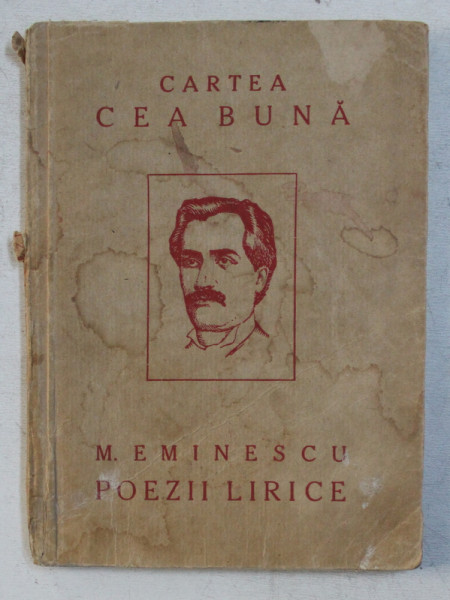 CARTEA
CEA BUNĂ
M. EMINESCU
POEZII LIRICE